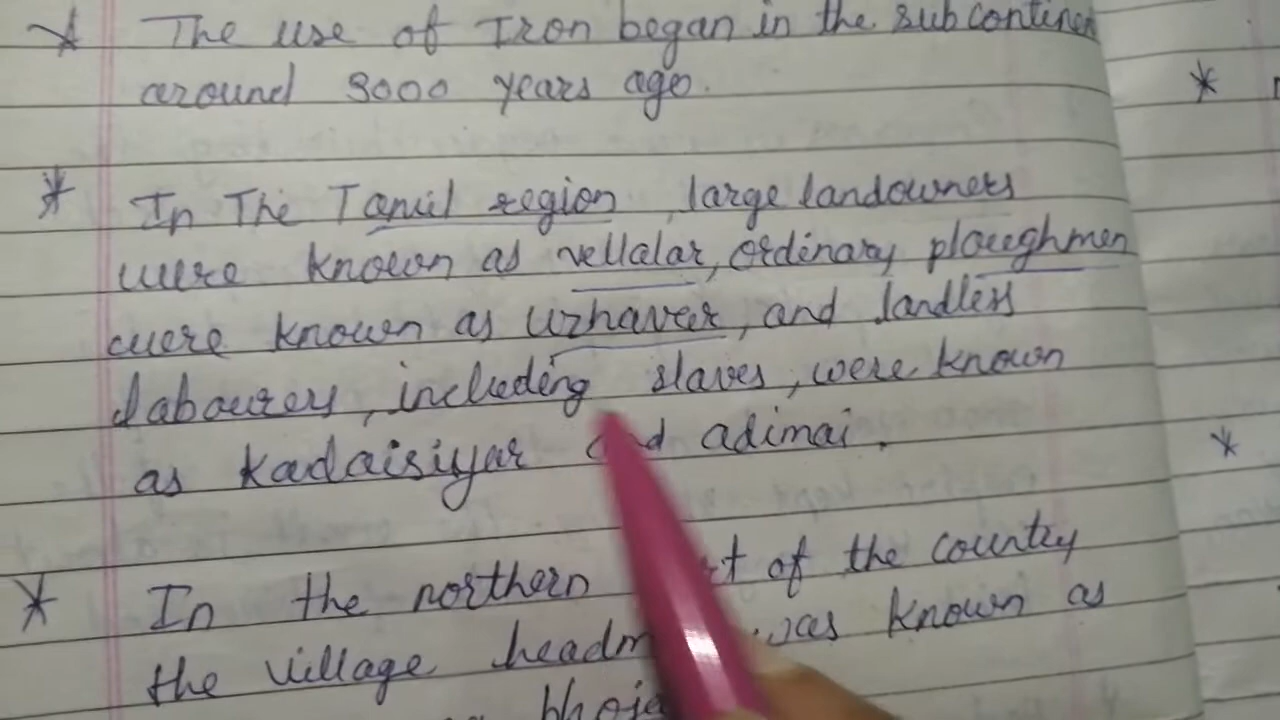 * The use of Iron began in the subcontinen
around 3000 years ago.
* In The Tamil region, large landowners
were known as vellalar, ordinary ploughmen
were known as uzhavar, and landless
labourers, including slaves, were known
as kadaisiyar and adimai.
* In the northern of the country
the village was known as